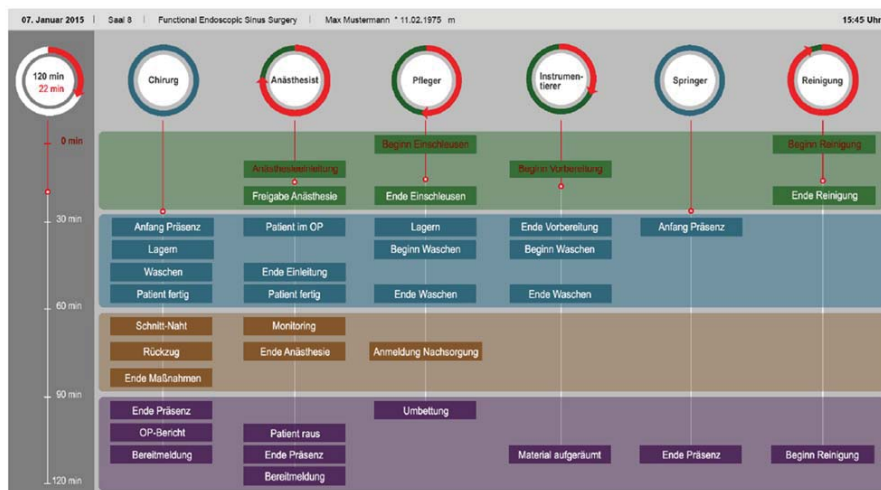 07. Januar 2015 | Saal 8 | Functional Endoscopic Sinus Surgery | Max Mustermann * 11.02.1975 m 15:45 Uhr
120 min
22 min
Chirurg
Anästhesist
Pfleger
Instrumen-
tierer
Springer
Reinigung
0 min
Beginn Einschleusen
Beginn Reinigung
Anästhesieeinleitung
Beginn Vorbereitung
Freigabe Anästhesie
Ende Einschleusen
Ende Reinigung
30 min
Anfang Präsenz
Patient im OP
Lagern
Ende Vorbereitung
Anfang Präsenz
Lagern
Beginn Waschen
Beginn Waschen
Waschen
Ende Einleitung
Patient fertig
Patient fertig
Ende Waschen
Ende Waschen
60 min
Schnitt-Naht
Monitoring
Rückzug
Ende Anästhesie
Anmeldung Nachsorgung
Ende Maßnahmen
90 min
Ende Präsenz
Umbettung
OP-Bericht
Patient raus
Bereitmeldung
Ende Präsenz
Material aufgeräumt
Ende Präsenz
Beginn Reinigung
Bereitmeldung
120 min